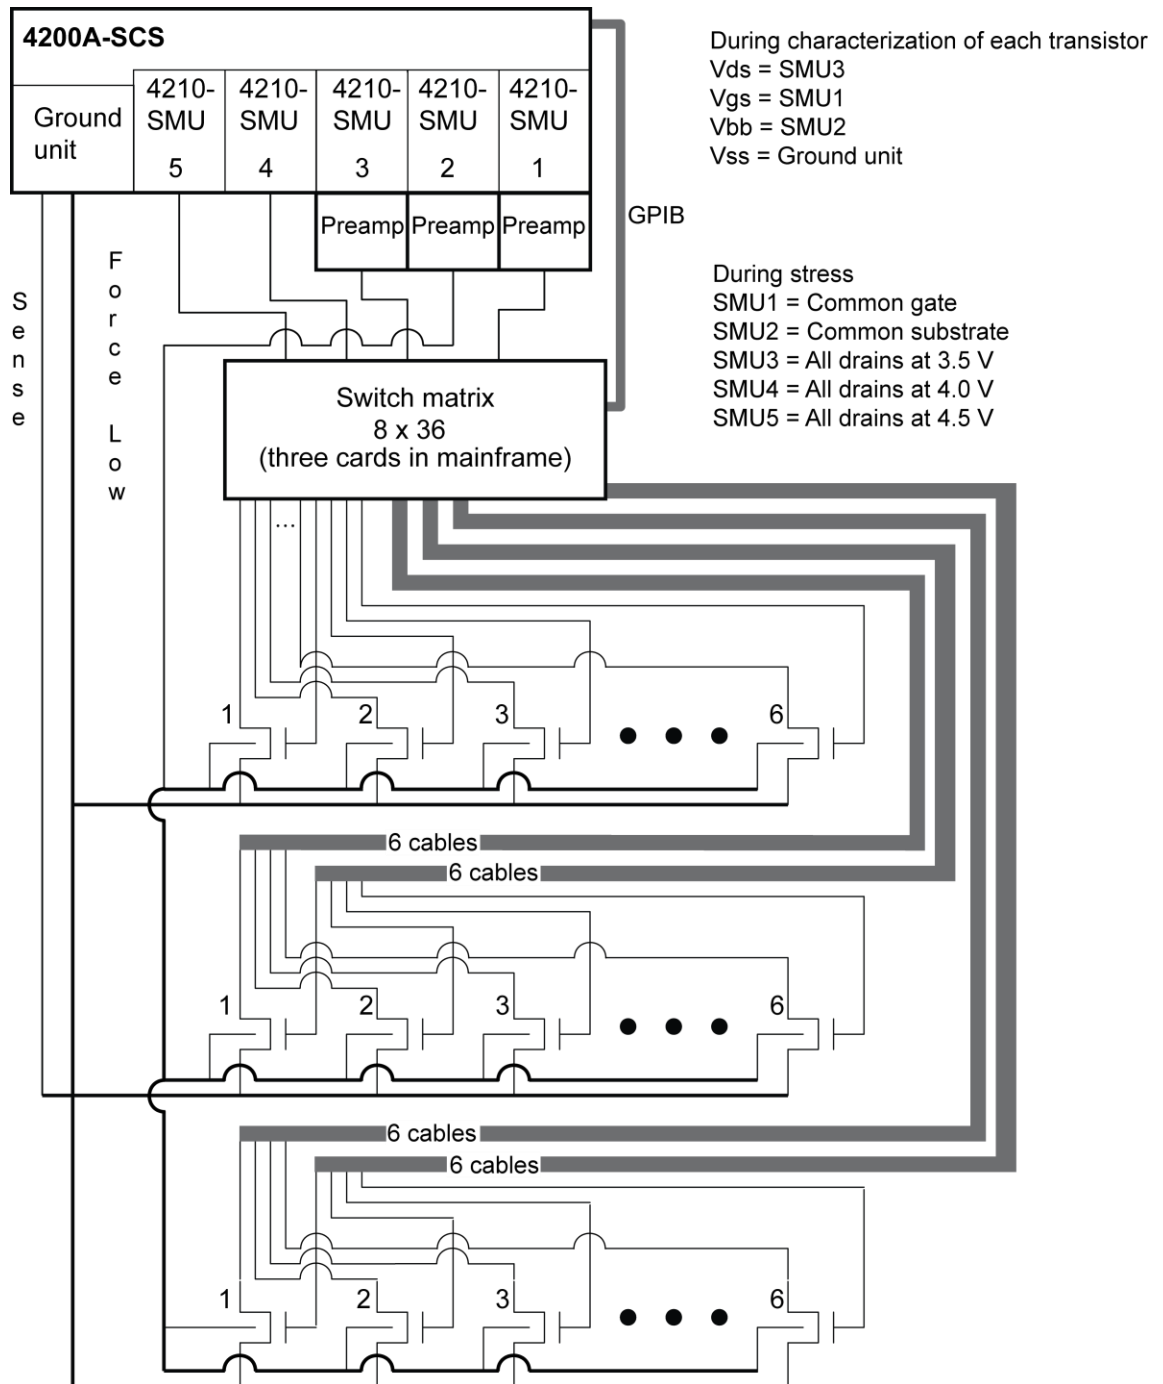 4200A-SCS
Ground
unit
4210-
SMU
5
4210-
SMU
4
4210-
SMU
3
4210-
SMU
2
4210-
SMU
1
Preamp
Preamp
Preamp
GPIB
During characterization of each transistor
Vds = SMU3
Vgs = SMU1
Vbb = SMU2
Vss = Ground unit
During stress
SMU1 = Common gate
SMU2 = Common substrate
SMU3 = All drains at 3.5 V
SMU4 = All drains at 4.0 V
SMU5 = All drains at 4.5 V
Sense
Force Low
Switch matrix
8 x 36
(three cards in mainframe)
...
1 2 3 6
6 cables
6 cables
1 2 3 6
6 cables
6 cables
1 2 3 6